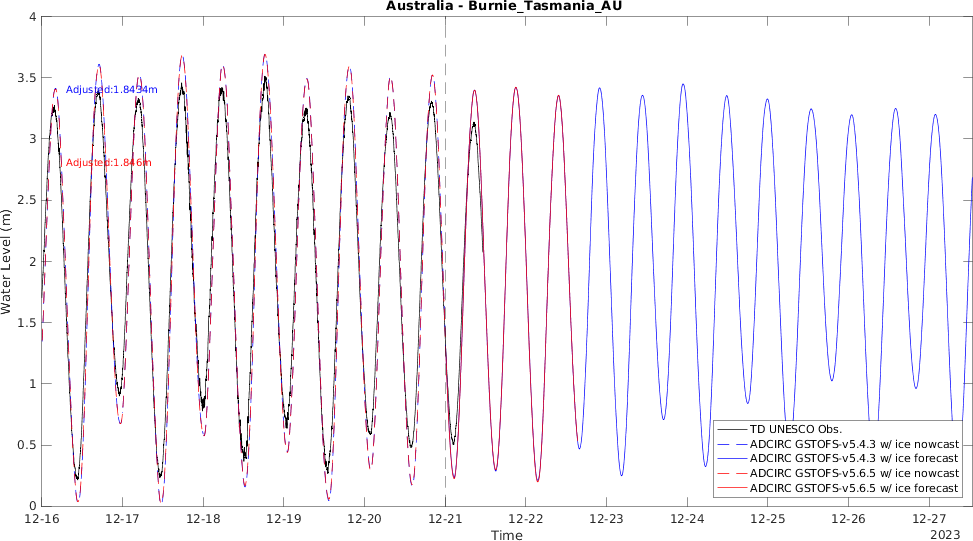 Australia - Burnie_Tasmania_AU
Water Level (m)
4
3.5
3
2.5
2
1.5
1
0.5
0
Adjusted:1.8434m
Adjusted:1.846m
TD UNESCO Obs.
ADCIRC GSTOFS-v5.4.3 w/ ice nowcast
ADCIRC GSTOFS-v5.4.3 w/ ice forecast
ADCIRC GSTOFS-v5.6.5 w/ ice nowcast
ADCIRC GSTOFS-v5.6.5 w/ ice forecast
12-16 12-17 12-18 12-19 12-20 12-21 12-22 12-23 12-24 12-25 12-26 12-27
Time
2023